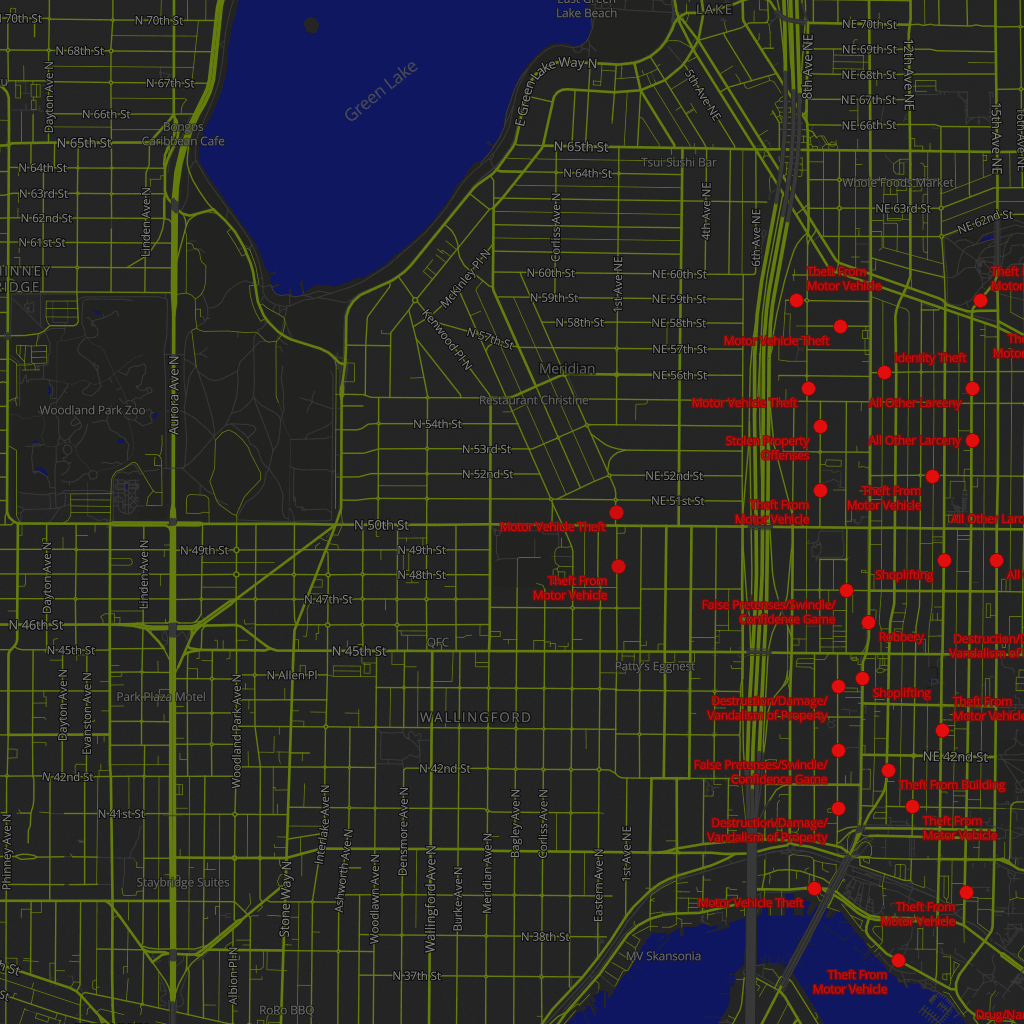 East Green
Lake Beach
LAKE
N 70th St
N 70th St
NE 70th St
N 68th St
NE 69th St
NE 68th St
N 67th St
NE 67th St
N 66th St
NE 66th St
Dayton Ave N
Green Lake
E Green Lake Way N
5th Ave NE
8th Ave NE
12th Ave NE
15th Ave NE
Bongos
Caribbean Cafe
N 65th St
N 65th St
N 64th St
N 64th St
Tsui Sushi Bar
Whole Foods Market
N 63rd St
NE 63rd St
N 62nd St
NE 62nd St
N 61st St
Linden Ave N
Corliss Ave N
4th Ave NE
6th Ave NE
1st Ave NE
McKinley Pl N
Kenwood Pl N
N 60th St
NE 60th St
N 59th St
NE 59th St
N 58th St
NE 58th St
N 57th St
NE 57th St
Meridian
NE 56th St
Restaurant Christine
Woodland Park Zoo
Aurora Ave N
N 54th St
N 53rd St
N 52nd St
NE 52nd St
NE 51st St
N 50th St
N 49th St
N 49th St
N 48th St
N 47th St
N 46th St
N 45th St
N 45th St
QFC
Patty's Eggnest
N Allen Pl
Park Plaza Motel
Dayton Ave N
Linden Ave N
Dayton Ave N
Evanston Ave N
Woodland Park Ave N
WALLINGFORD
N 42nd St
N 42nd St
NE 42nd St
N 41st St
Phinney Ave N
Interlake Ave N
Ashworth Ave N
Densmore Ave N
Bagley Ave N
Corliss Ave N
1st Ave NE
Stone Way N
Woodlawn Ave N
Wallingford Ave N
Burke Ave N
Meridian Ave N
Eastern Ave N
Staybridge Suites
N 38th St
N 37th St
Albion Pl N
MV Skansonia
RoRo BBQ
Theft From
Motor Vehicle
Motor Vehicle Theft
Identity Theft
Motor Vehicle Theft
All Other Larceny
Stolen Property
Offenses
All Other Larceny
Theft From
Motor Vehicle
Theft From
Motor Vehicle
Motor Vehicle Theft
Theft From
Motor Vehicle
Shoplifting
False Pretenses/Swindle/
Confidence Game
Robbery
Shoplifting
Destruction/Damage/
Vandalism of Property
Theft From
Motor Vehicle
False Pretenses/Swindle/
Confidence Game
Theft From Building
Destruction/Damage/
Vandalism of Property
Theft From
Motor Vehicle
Motor Vehicle Theft
Theft From
Motor Vehicle
Theft From
Motor Vehicle